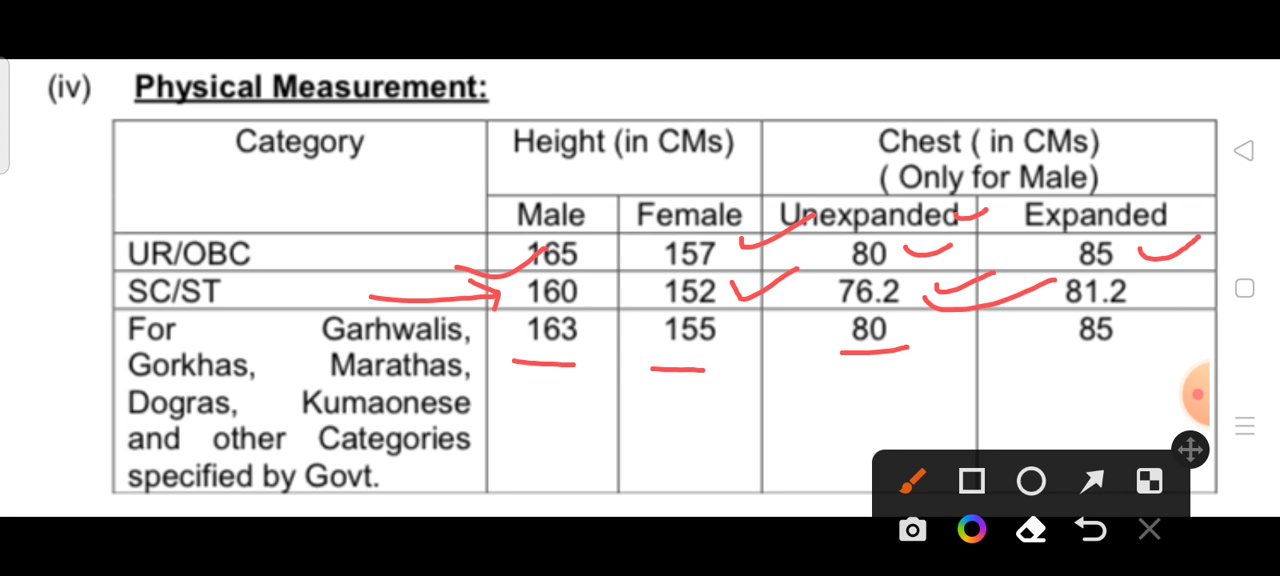 (iv) Physical Measurement:
Category Height (in CMs) Chest ( in CMs)
( Only for Male)
Male Female Unexpanded Expanded
UR/OBC 165 157 80 85
SC/ST 160 152 76.2 81.2
For Garhwalis, 163 155 80 85
Gorkhas, Marathas,
Dogras, Kumaonese
and other Categories
specified by Govt.